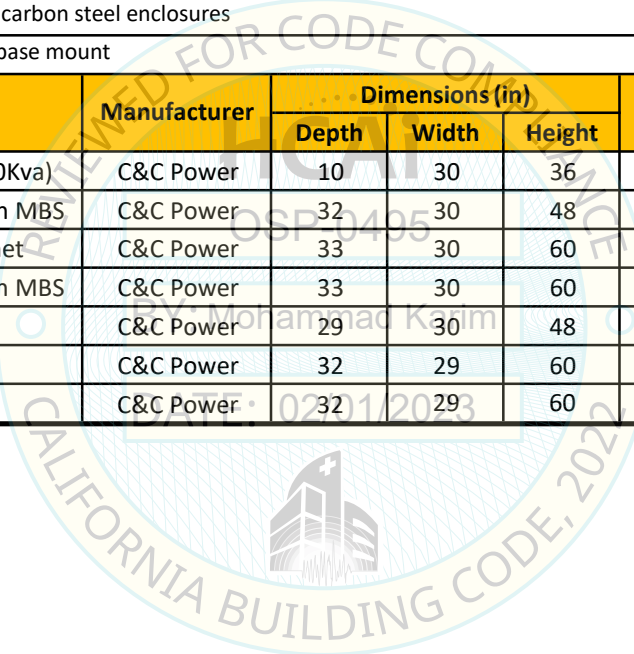 carbon steel enclosures
base mount
Manufacturer Dimensions (in)
Depth Width Height
0Kva) C&C Power 10 30 36
n MBS C&C Power 32 30 48
net C&C Power 33 30 60
n MBS C&C Power 33 30 60
C&C Power 29 30 48
C&C Power 32 29 60
C&C Power 32 29 60
REVIEWED FOR CODE COMPLIANCE
HCAi
OSP-0495
BY: Mohammad Karim
DATE: 02/01/2023
CALIFORNIA BUILDING CODE, 2022